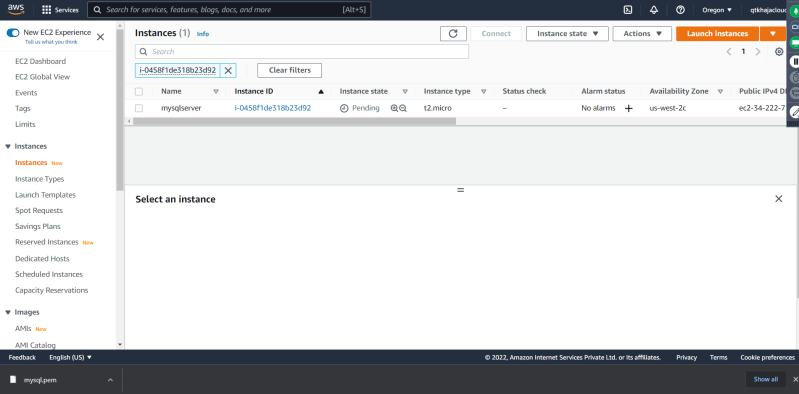 aws
Services
Search for services, features, blogs, docs, and more
[Alt+S]
Oregon ▼
qtkhajacloud
New EC2 Experience
Tell us what you think
EC2 Dashboard
EC2 Global View
Events
Tags
Limits
Instances
Instances New
Instance Types
Launch Templates
Spot Requests
Savings Plans
Reserved Instances New
Dedicated Hosts
Scheduled Instances
Capacity Reservations
Images
AMIs New
AMI Catalog
Instances (1) Info
Connect
Instance state ▼
Actions ▼
Launch instances
Search
1
i-0458f1de318b23d92
Clear filters
Name
Instance ID
Instance state
Instance type
Status check
Alarm status
Availability Zone
Public IPv4 D
mysqlserver
i-0458f1de318b23d92
Pending
t2.micro
–
No alarms +
us-west-2c
ec2-34-222-7
Select an instance
Feedback
English (US) ▼
© 2022, Amazon Internet Services Private Ltd. or its affiliates.
Privacy
Terms
Cookie preferences
mysql.pem
Show all